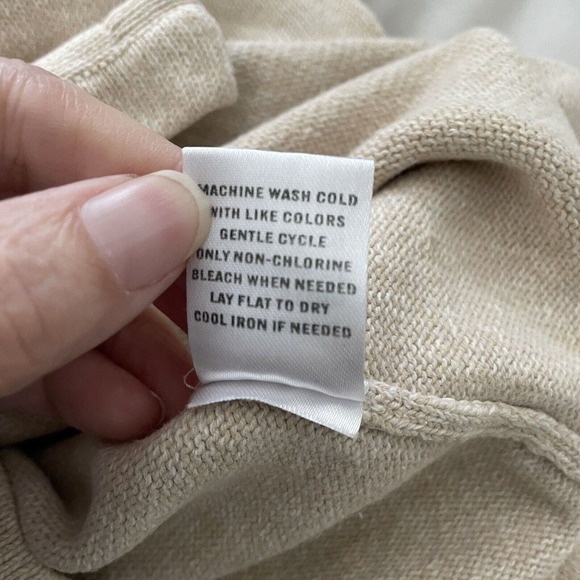 MACHINE WASH COLD
WITH LIKE COLORS
GENTLE CYCLE
ONLY NON-CHLORINE
BLEACH WHEN NEEDED
LAY FLAT TO DRY
COOL IRON IF NEEDED